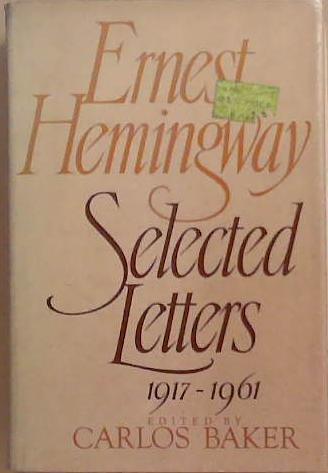 Ernest
Hemingway
Selected
Letters
1917-1961
EDITED BY
CARLOS BAKER